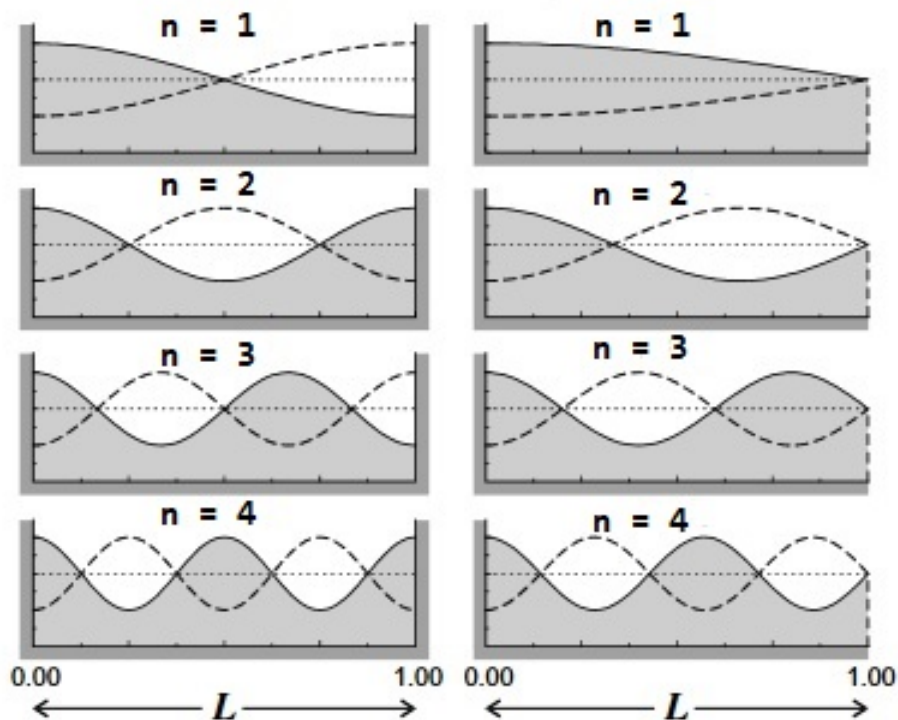 n = 1 n = 1
n = 2 n = 2
n = 3 n = 3
n = 4 n = 4
0.00 1.00 0.00 1.00
L L